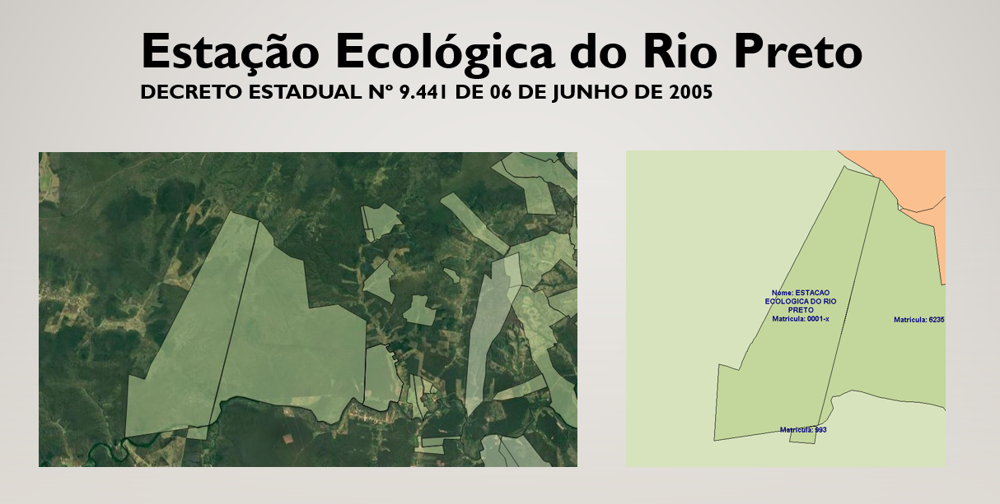 Estação Ecológica do Rio Preto
DECRETO ESTADUAL Nº 9.441 DE 06 DE JUNHO DE 2005
Nome: ESTACAO
ECOLOGICA DO RIO
PRETO
Matricula: 0001-x
Matricula: 6235
Matricula: 993